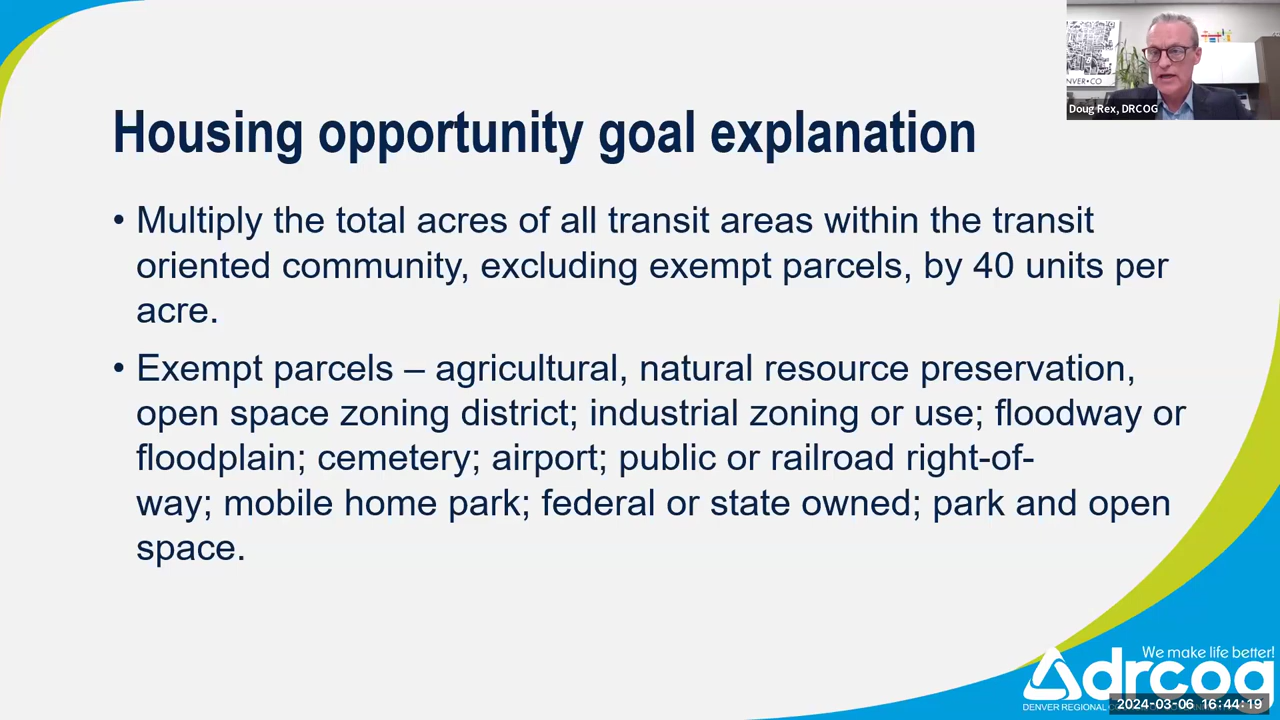 Housing opportunity goal explanation
• Multiply the total acres of all transit areas within the transit
oriented community, excluding exempt parcels, by 40 units per
acre.
• Exempt parcels – agricultural, natural resource preservation,
open space zoning district; industrial zoning or use; floodway or
floodplain; cemetery; airport; public or railroad right-of-
way; mobile home park; federal or state owned; park and open
space.
Doug Rex, DRCOG
We make life better!
drcog
DENVER REGIONAL
2024-03-06 16:44:19